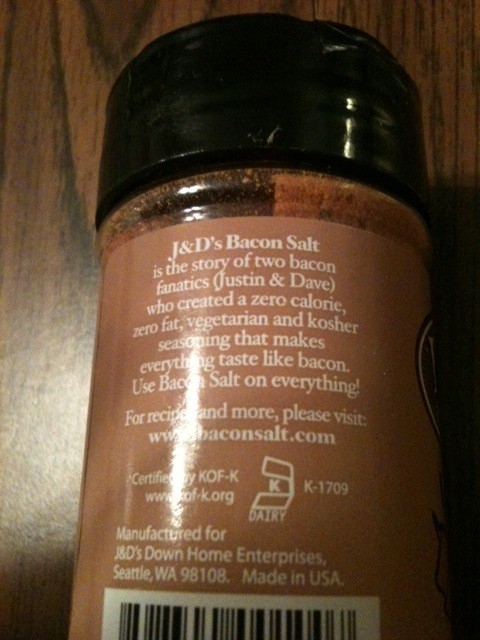 J&D's Bacon Salt
is the story of two bacon
fanatics (Justin & Dave)
who created a zero calorie,
zero fat, vegetarian and kosher
seasoning that makes
everything taste like bacon.
Use Bacon Salt on everything!
For recipes and more, please visit:
www.baconsalt.com
Certified by KOF-K
www.kof-k.org
K
DAIRY
K-1709
Manufactured for
J&D's Down Home Enterprises,
Seattle, WA 98108. Made in USA.